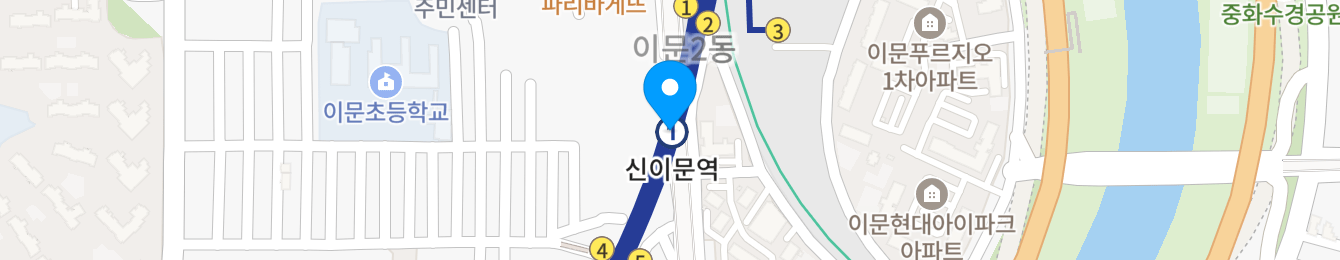 주민센터
파리바게뜨
1
2
3
중화수경공원
이문2동
이문푸르지오
1차아파트
이문초등학교
신이문역
이문현대아이파크
아파트
4
5